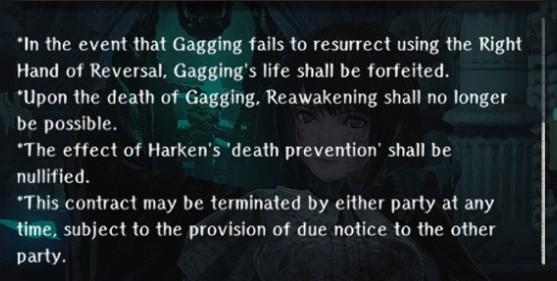 *In the event that Gagging fails to resurrect using the Right
Hand of Reversal, Gagging's life shall be forfeited.
*Upon the death of Gagging, Reawakening shall no longer
be possible.
*The effect of Harken's 'death prevention' shall be
nullified.
*This contract may be terminated by either party at any
time, subject to the provision of due notice to the other
party.